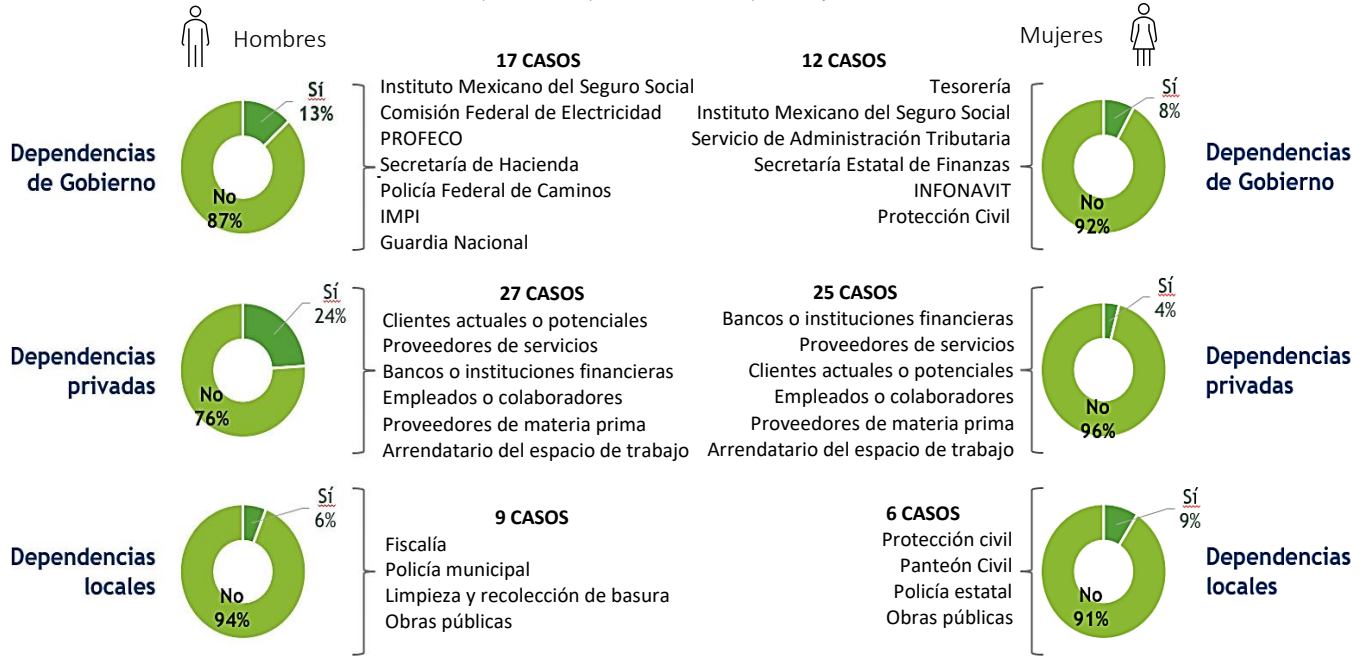 Hombres
Mujeres
Dependencias
de Gobierno
Sí
13%
No
87%
17 CASOS
Instituto Mexicano del Seguro Social
Comisión Federal de Electricidad
PROFECO
Secretaría de Hacienda
Policía Federal de Caminos
IMPI
Guardia Nacional
12 CASOS
Tesorería
Instituto Mexicano del Seguro Social
Servicio de Administración Tributaria
Secretaría Estatal de Finanzas
INFONAVIT
Protección Civil
Sí
8%
No
92%
Dependencias
de Gobierno
Dependencias
privadas
Sí
24%
No
76%
27 CASOS
Clientes actuales o potenciales
Proveedores de servicios
Bancos o instituciones financieras
Empleados o colaboradores
Proveedores de materia prima
Arrendatario del espacio de trabajo
25 CASOS
Bancos o instituciones financieras
Proveedores de servicios
Clientes actuales o potenciales
Empleados o colaboradores
Proveedores de materia prima
Arrendatario del espacio de trabajo
Sí
4%
No
96%
Dependencias
privadas
Dependencias
locales
Sí
6%
No
94%
9 CASOS
Fiscalía
Policía municipal
Limpieza y recolección de basura
Obras públicas
6 CASOS
Protección civil
Panteón Civil
Policía estatal
Obras públicas
Sí
9%
No
91%
Dependencias
locales